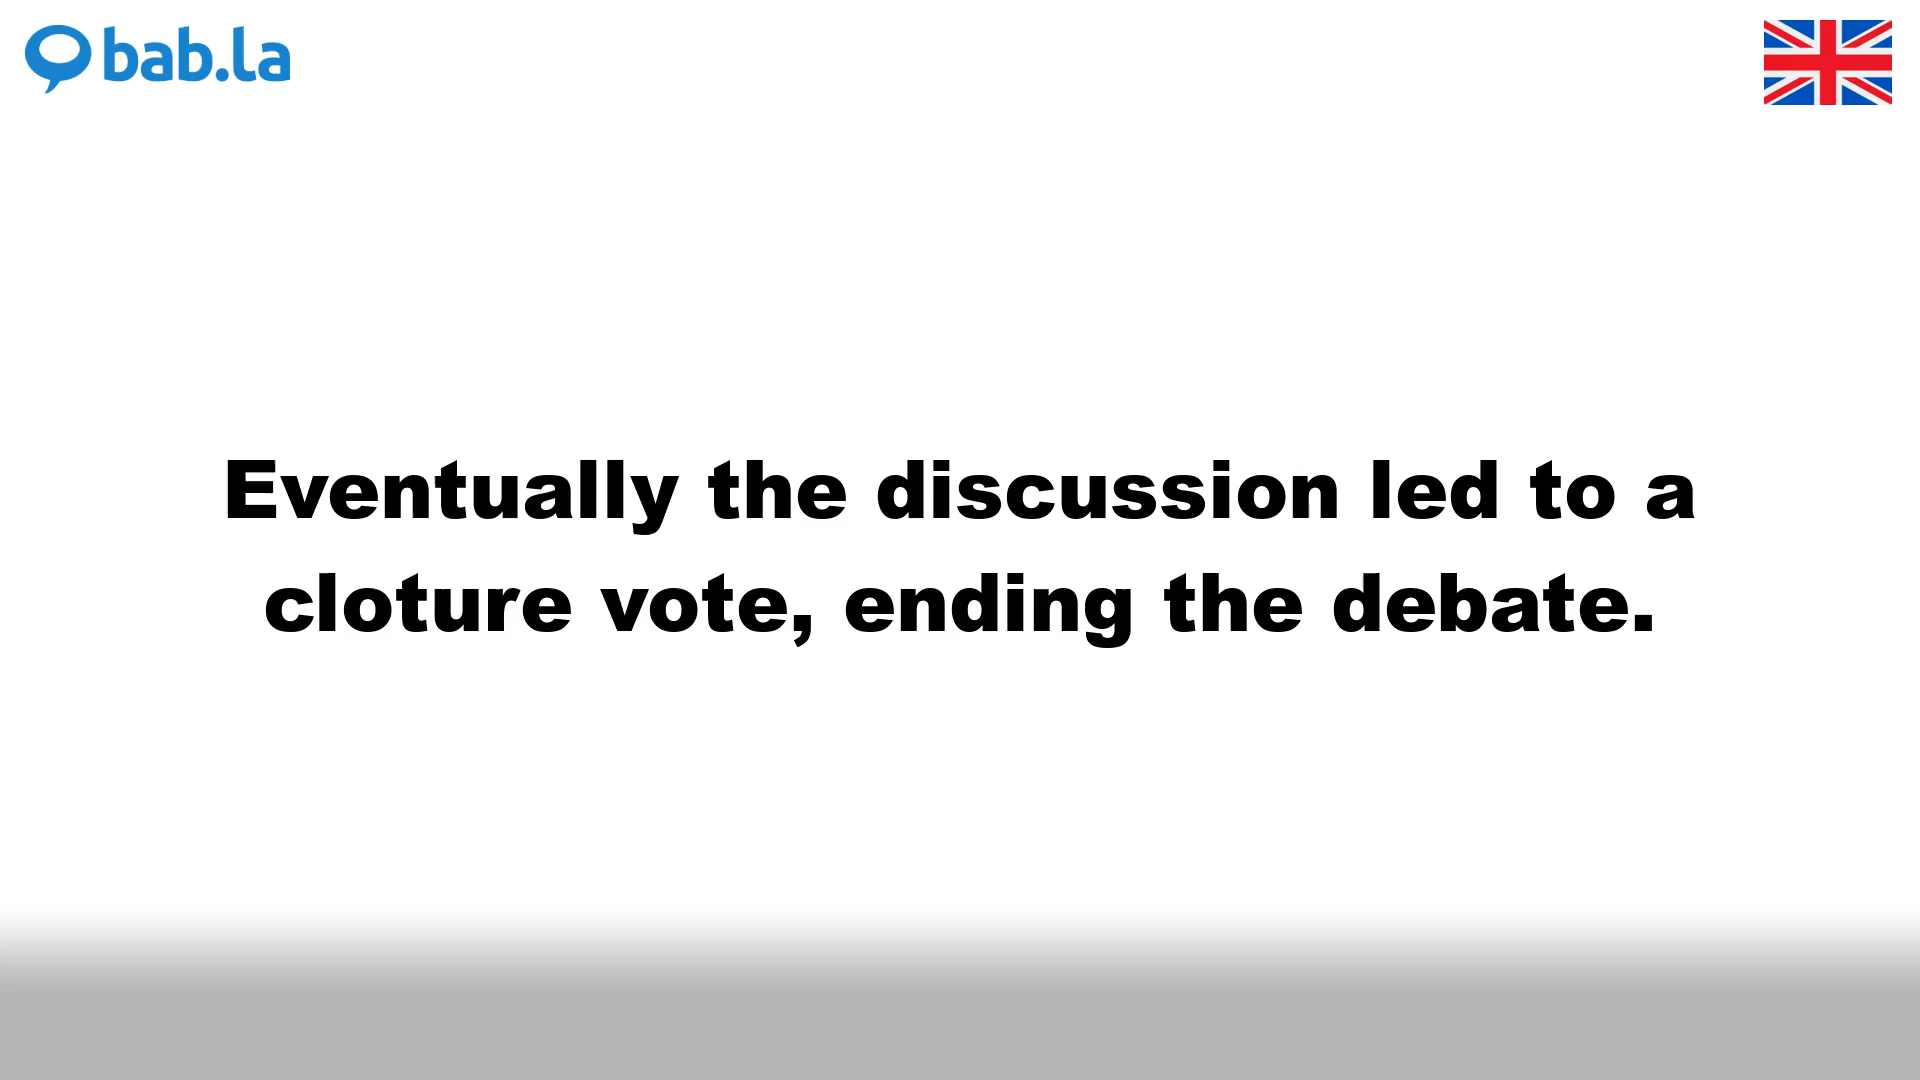 bab.la
Eventually the discussion led to a
cloture vote, ending the debate.